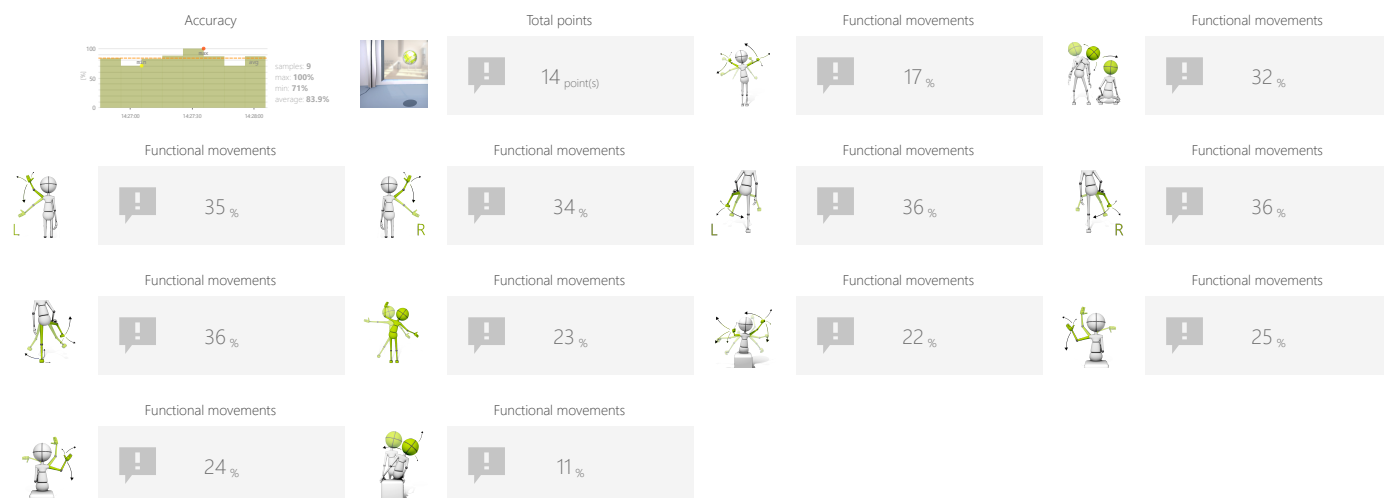 Accuracy
100
50
0
(%)
min
max
avg
14:27:00
14:27:30
14:28:00
samples: 9
max: 100%
min: 71%
average: 83.9%
Total points
14 point(s)
Functional movements
17 %
Functional movements
32 %
Functional movements
L
35 %
Functional movements
R
34 %
Functional movements
L
36 %
Functional movements
R
36 %
Functional movements
36 %
Functional movements
23 %
Functional movements
22 %
Functional movements
25 %
Functional movements
24 %
Functional movements
11 %